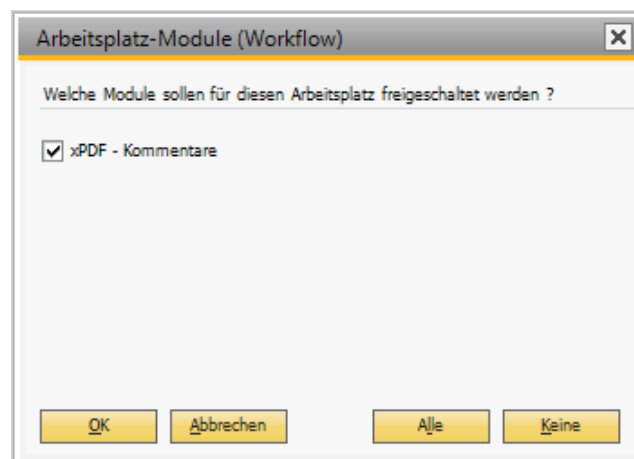 Arbeitsplatz-Module (Workflow)
Welche Module sollen für diesen Arbeitsplatz freigeschaltet werden ?
xPDF - Kommentare
OK Abbrechen Alle Keine